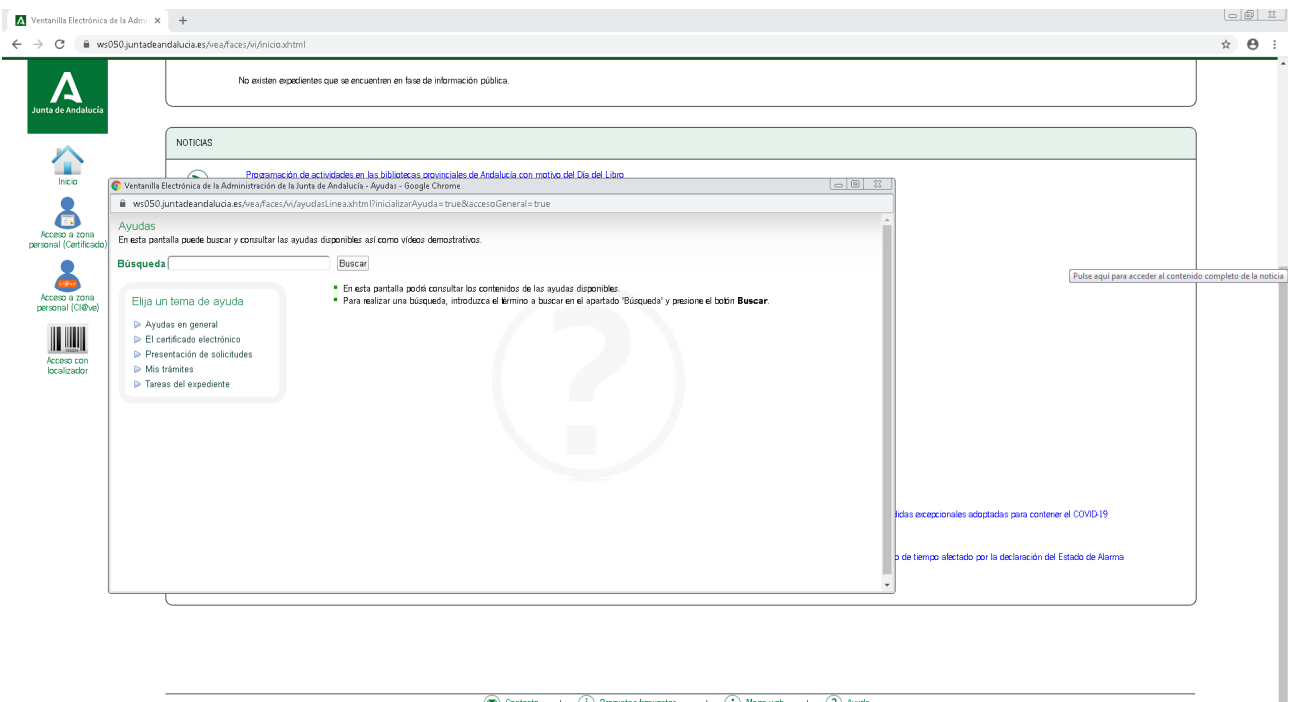 Ventanilla Electrónica de la Admi
ws050.juntadeandalucia.es/vea/faces/vi/inicio.xhtml
Junta de Andalucía
Inicio
Acceso a zona
personal (Certificado)
Acceso a zona
personal (Cl@ve)
Acceso con
localizador
No existen expedientes que se encuentren en fase de información pública.
NOTICIAS
Programación de actividades en las bibliotecas provinciales de Andalucía con motivo del Día del Libro
Ventanilla Electrónica de la Administración de la Junta de Andalucía - Ayudas - Google Chrome
ws050.juntadeandalucia.es/vea/faces/vi/ayudasLinea.xhtml?inicializarAyuda=true&accesoGeneral=true
Ayudas
En esta pantalla puede buscar y consultar las ayudas disponibles así como vídeos demostrativos.
Búsqueda
Buscar
Elija un tema de ayuda
Ayudas en general
El certificado electrónico
Presentación de solicitudes
Mis trámites
Tareas del expediente
En esta pantalla podrá consultar los contenidos de las ayudas disponibles.
Para realizar una búsqueda, introduzca el término a buscar en el apartado 'Búsqueda' y presione el botón Buscar.
Pulse aquí para acceder al contenido completo de la noticia
didas excepcionales adoptadas para contener el COVID-19
o de tiempo afectado por la declaración del Estado de Alarma